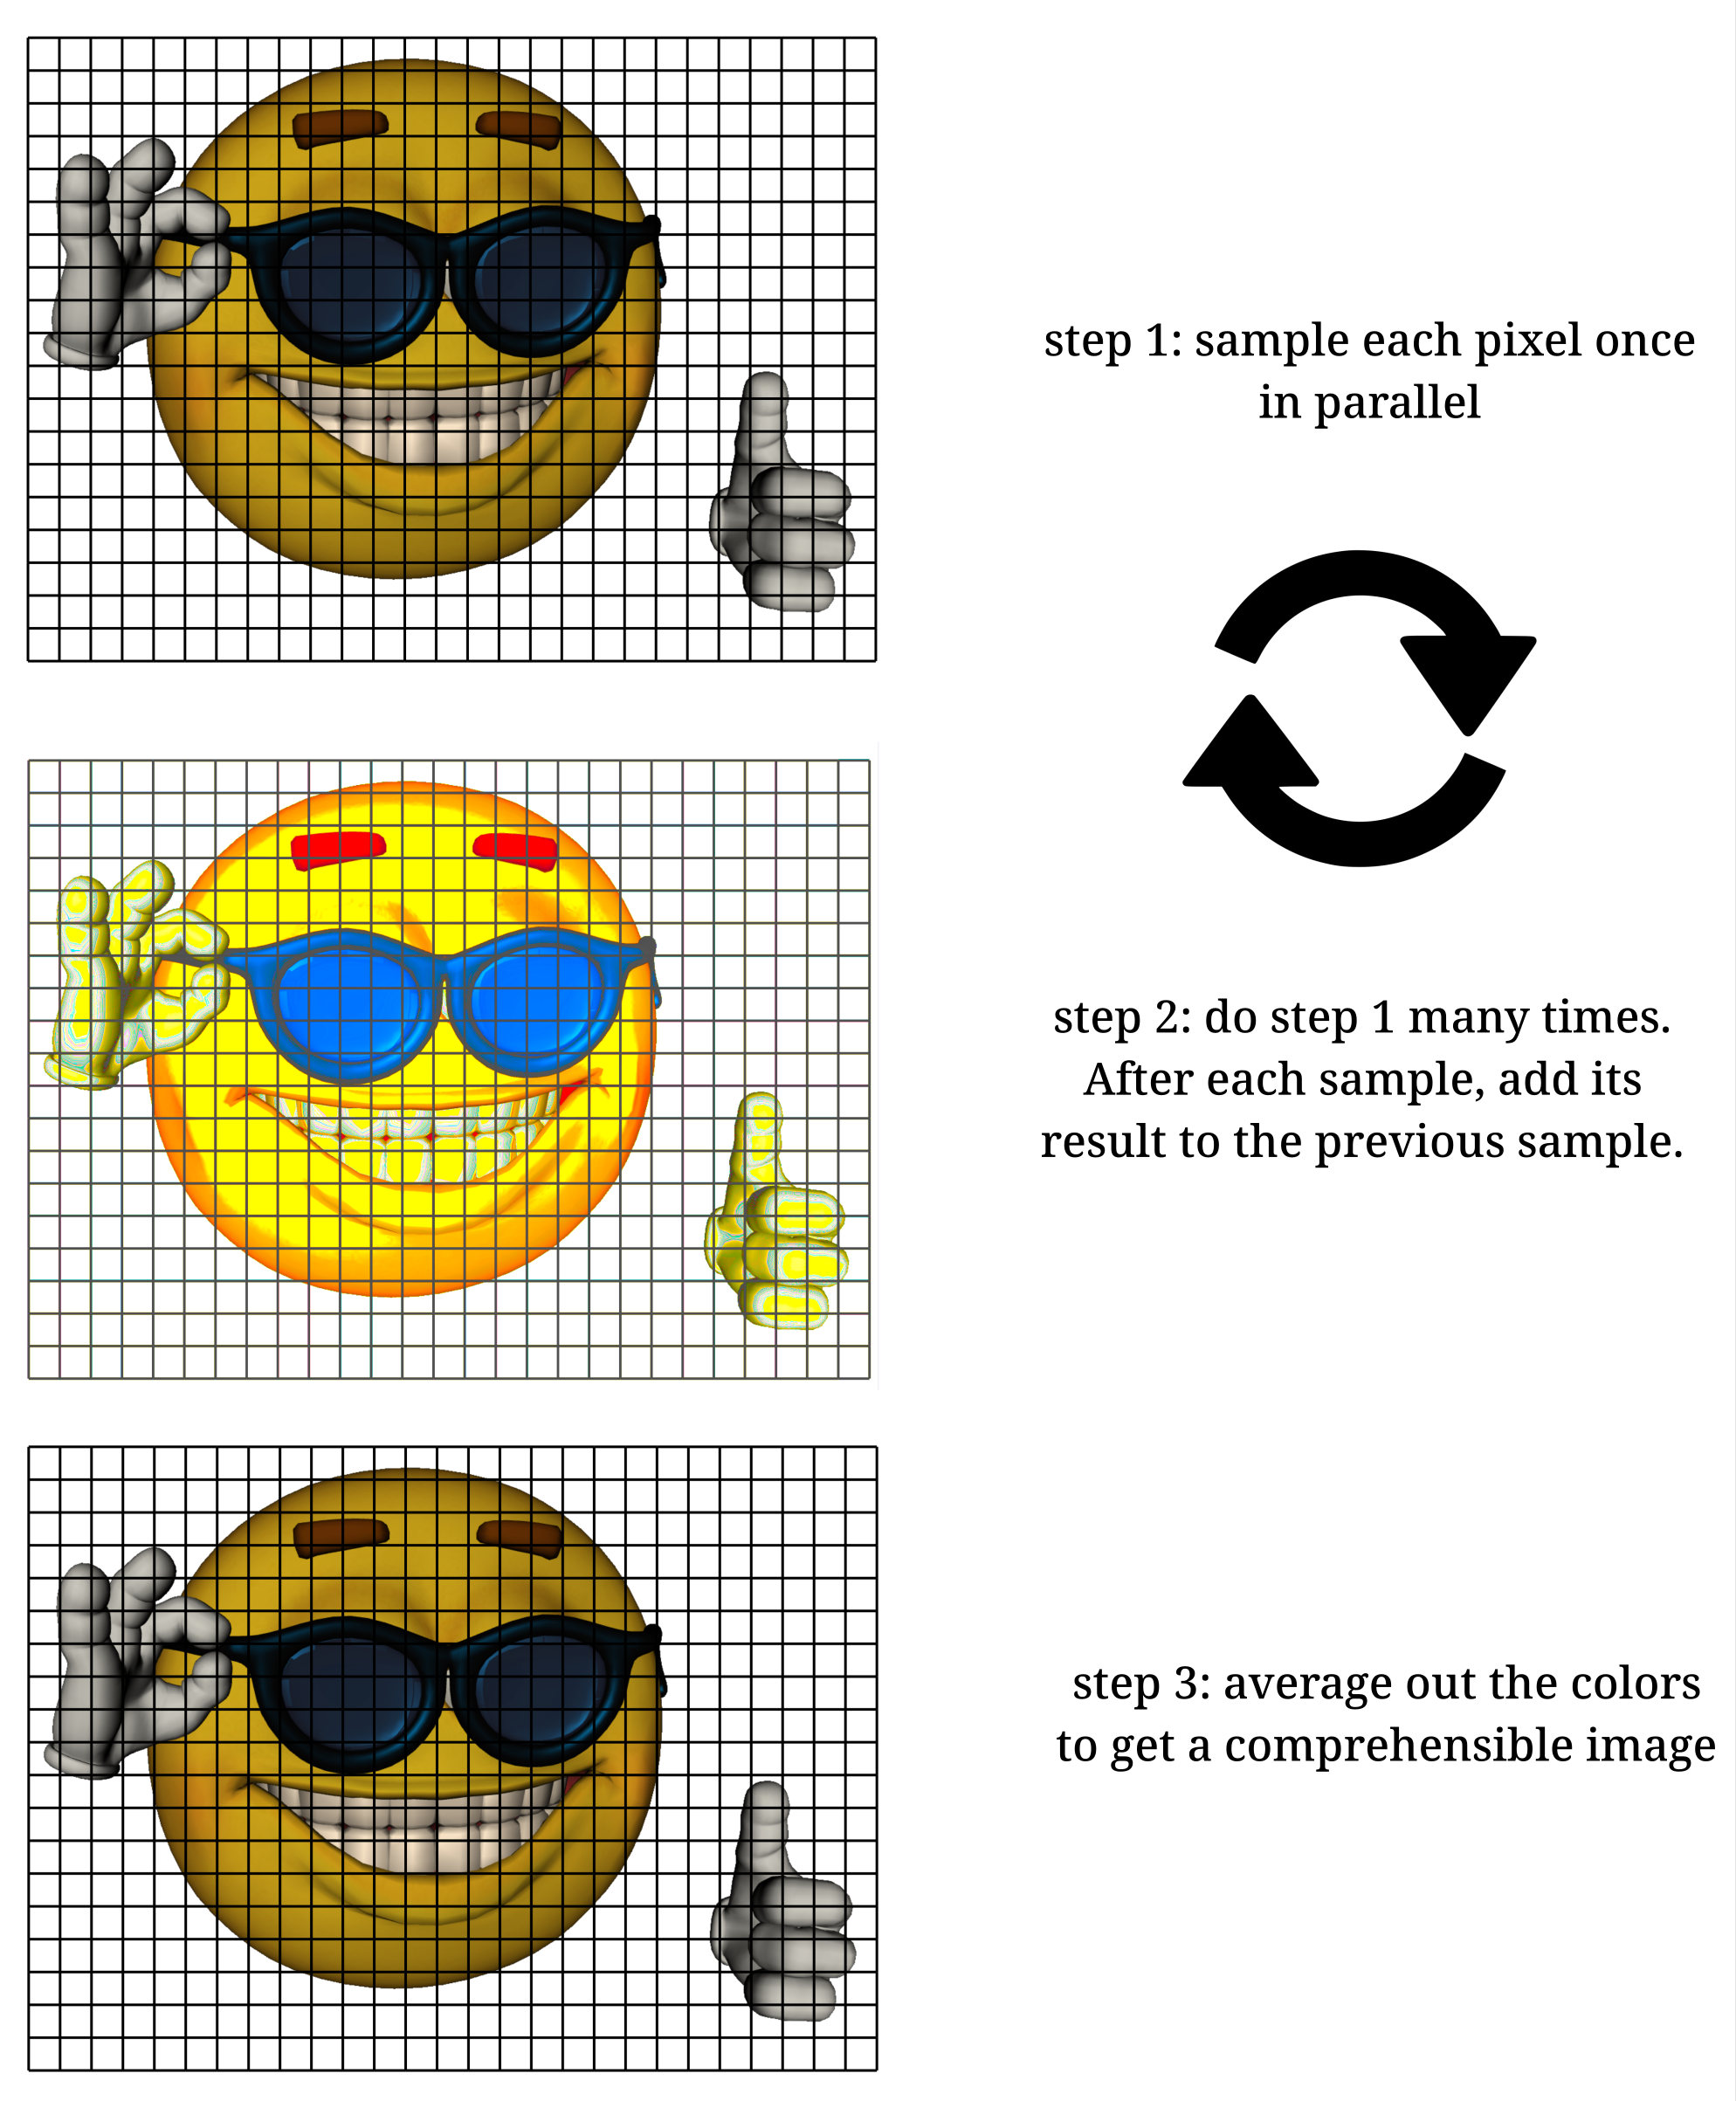 step 1: sample each pixel once
in parallel
step 2: do step 1 many times.
After each sample, add its
result to the previous sample.
step 3: average out the colors
to get a comprehensible image